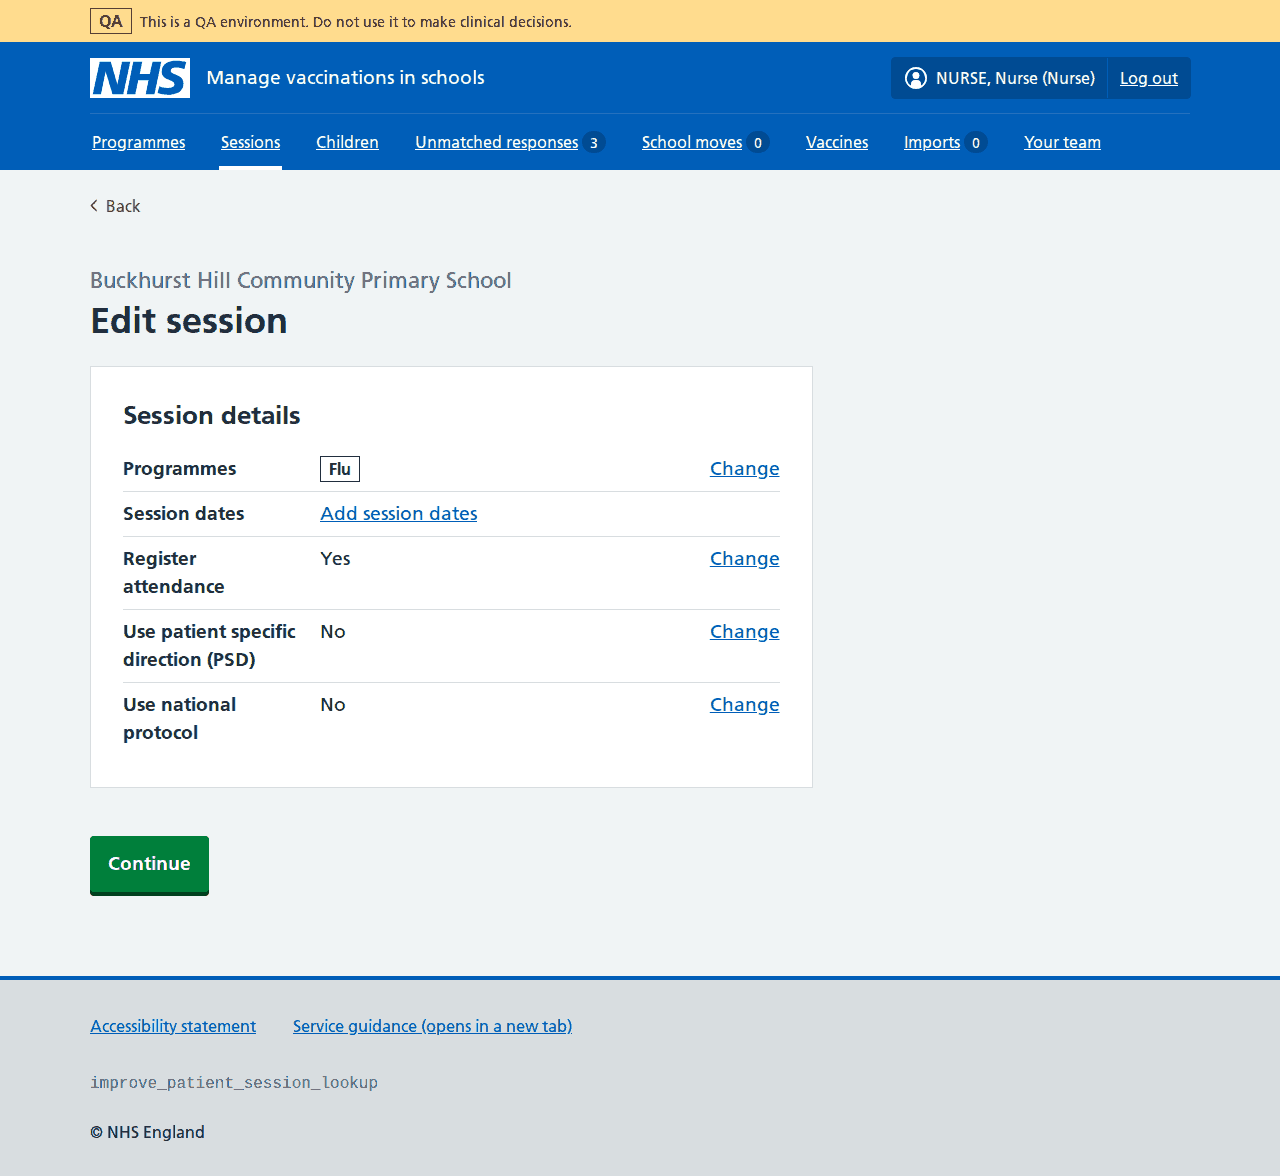 QA This is a QA environment. Do not use it to make clinical decisions.
NHS Manage vaccinations in schools NURSE, Nurse (Nurse) Log out
Programmes Sessions Children Unmatched responses 3 School moves 0 Vaccines Imports 0 Your team
Back
Buckhurst Hill Community Primary School
Edit session
Session details
Programmes Flu Change
Session dates Add session dates
Register attendance Yes Change
Use patient specific direction (PSD) No Change
Use national protocol No Change
Continue
Accessibility statement Service guidance (opens in a new tab)
improve_patient_session_lookup
© NHS England